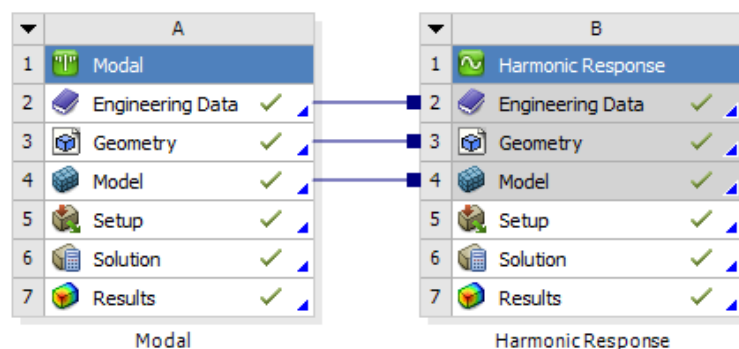 A
1 Modal
2 Engineering Data
3 Geometry
4 Model
5 Setup
6 Solution
7 Results
Modal
B
1 Harmonic Response
2 Engineering Data
3 Geometry
4 Model
5 Setup
6 Solution
7 Results
Harmonic Response